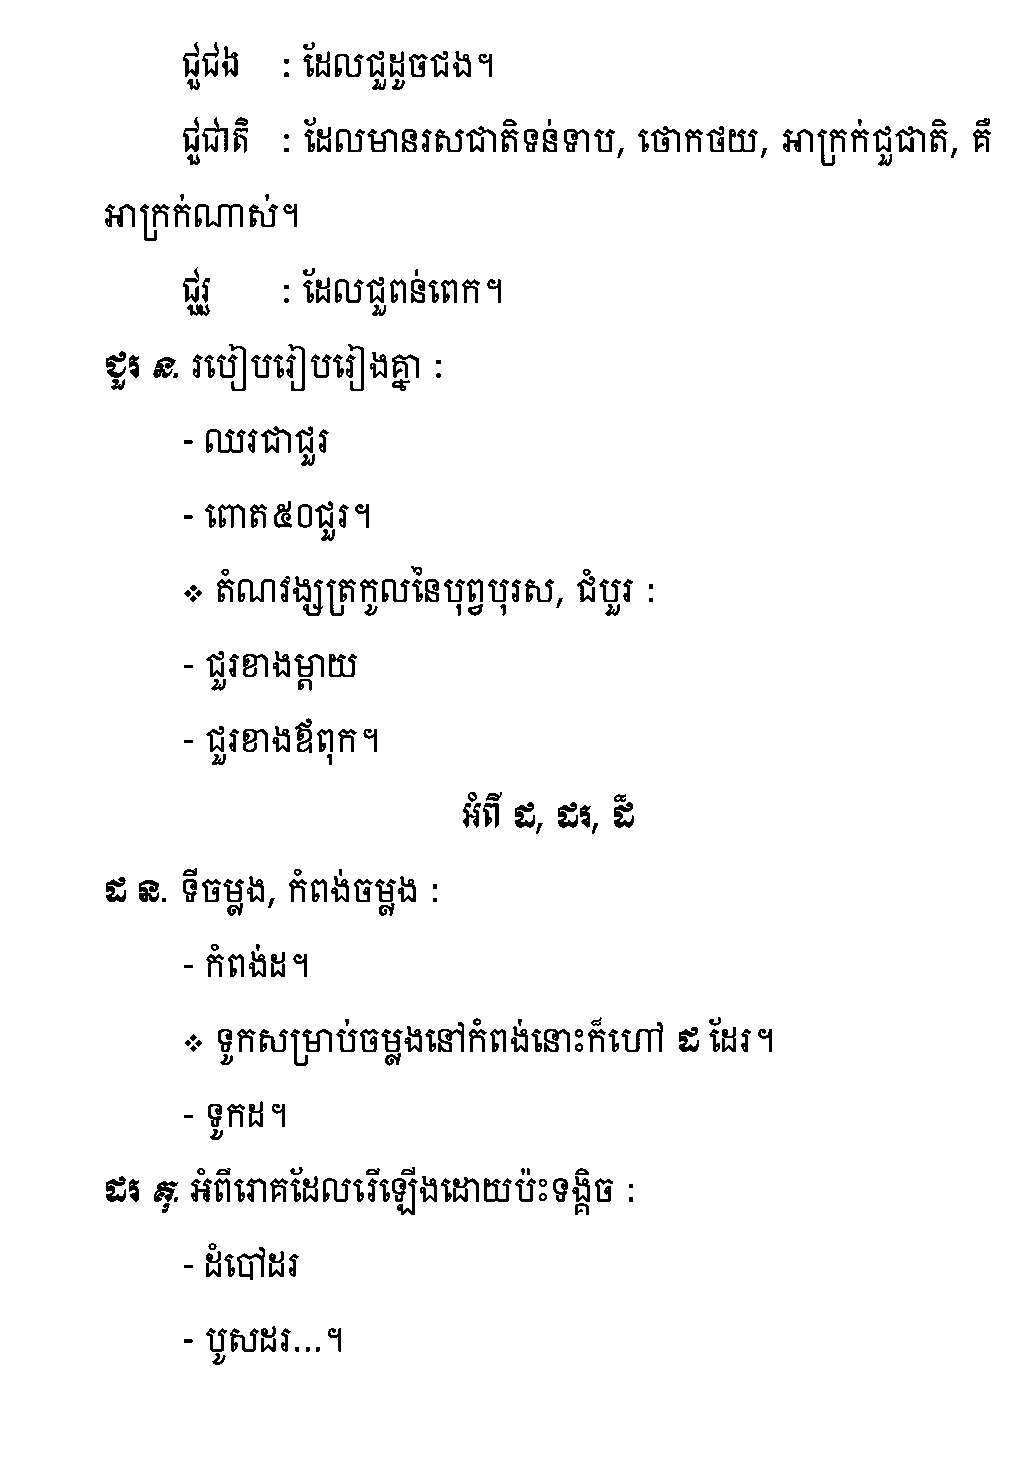 ជួជង : ដែលជួដូចជង។
ជួជាតិ : ដែលមានរសជាតិទន់ទាប, ថោកថយ, អាក្រក់ជួជាតិ, គឺ
អាក្រក់ណាស់។
ជួរួ : ដែលជួពន់ពេក។
ជួរ ន. របៀបរៀបរៀងគ្នា :
- ឈរជាជួរ
- ពោត៥០ជួរ។
❖ តំណវង្សត្រកូលនៃបុព្វបុរស, ជំបួរ :
- ជួរខាងម្ដាយ
- ជួរខាងឪពុក។
អំពី ដ, ដរ, ដ៏
ដ ន. ទីចម្លង, កំពង់ចម្លង :
- កំពង់ដ។
❖ ទូកសម្រាប់ចម្លងនៅកំពង់នោះក៏ហៅ ដ ដែរ។
- ទូកដ។
ដរ គុ. អំពីរោគដែលរើឡើងដោយប៉ះទង្គិច :
- ដំបៅដរ
- បូសដរ...។